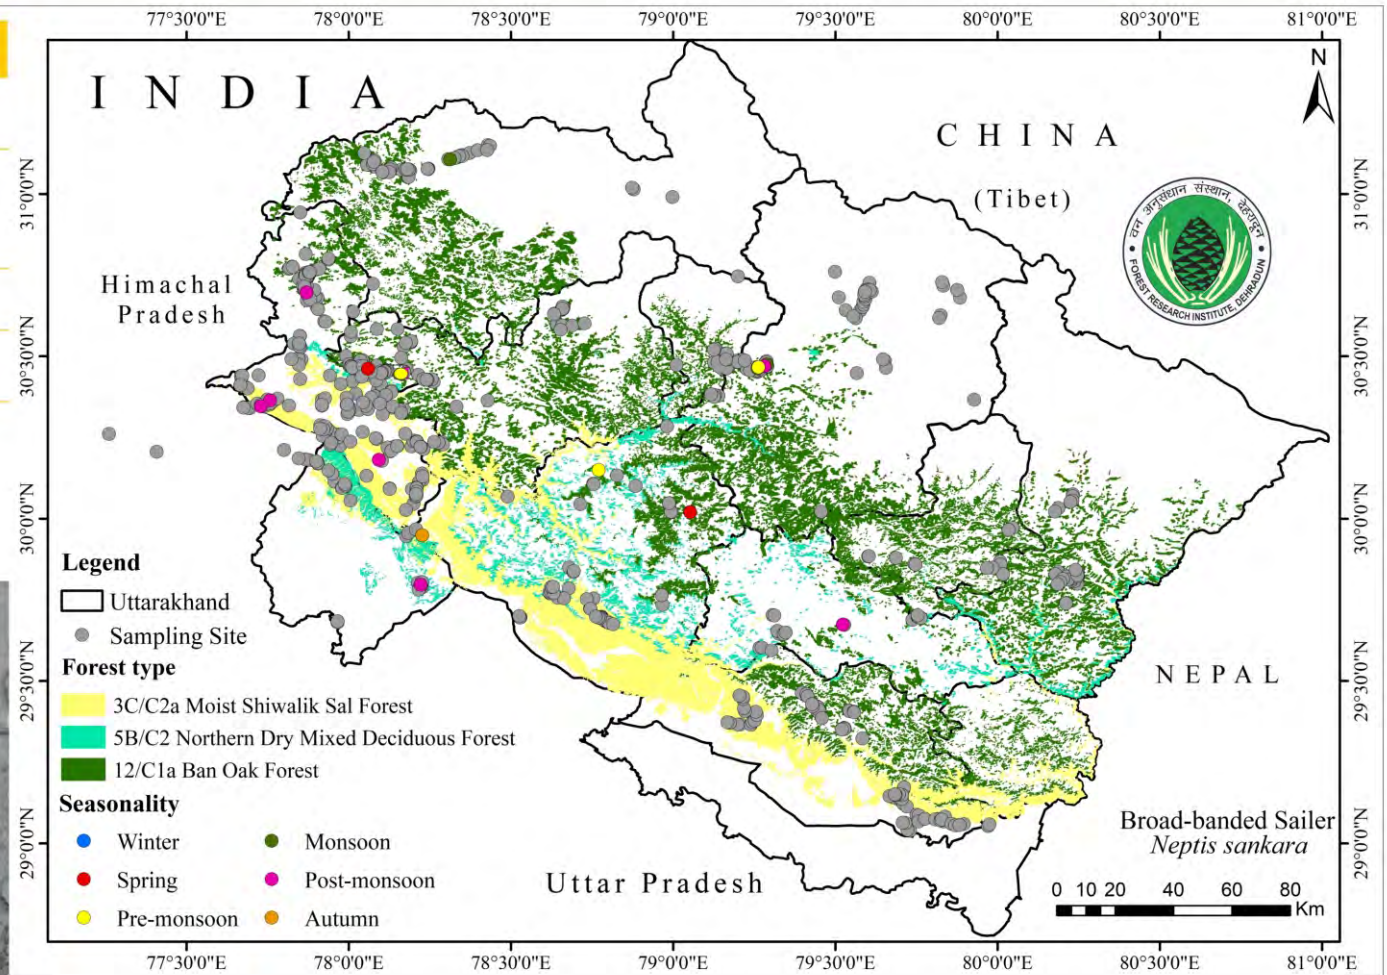 77°30'0"E 78°0'0"E 78°30'0"E 79°0'0"E 79°30'0"E 80°0'0"E 80°30'0"E 81°0'0"E
INDIA
N
CHINA
(Tibet)
31°0'0"N
31°0'0"N
वन अनुसंधान संस्थान, देहरादून
FOREST RESEARCH INSTITUTE, DEHRADUN
Himachal
Pradesh
30°30'0"N
30°30'0"N
30°0'0"N
30°0'0"N
Legend
Uttarakhand
Sampling Site
Forest type
3C/C2a Moist Shiwalik Sal Forest
5B/C2 Northern Dry Mixed Deciduous Forest
12/C1a Ban Oak Forest
Seasonality
Winter
Monsoon
Spring
Post-monsoon
Pre-monsoon
Autumn
NEPAL
29°30'0"N
29°30'0"N
29°0'0"N
29°0'0"N
Uttar Pradesh
Broad-banded Sailer
Neptis sankara
0 10 20 40 60 80
Km
77°30'0"E 78°0'0"E 78°30'0"E 79°0'0"E 79°30'0"E 80°0'0"E 80°30'0"E 81°0'0"E